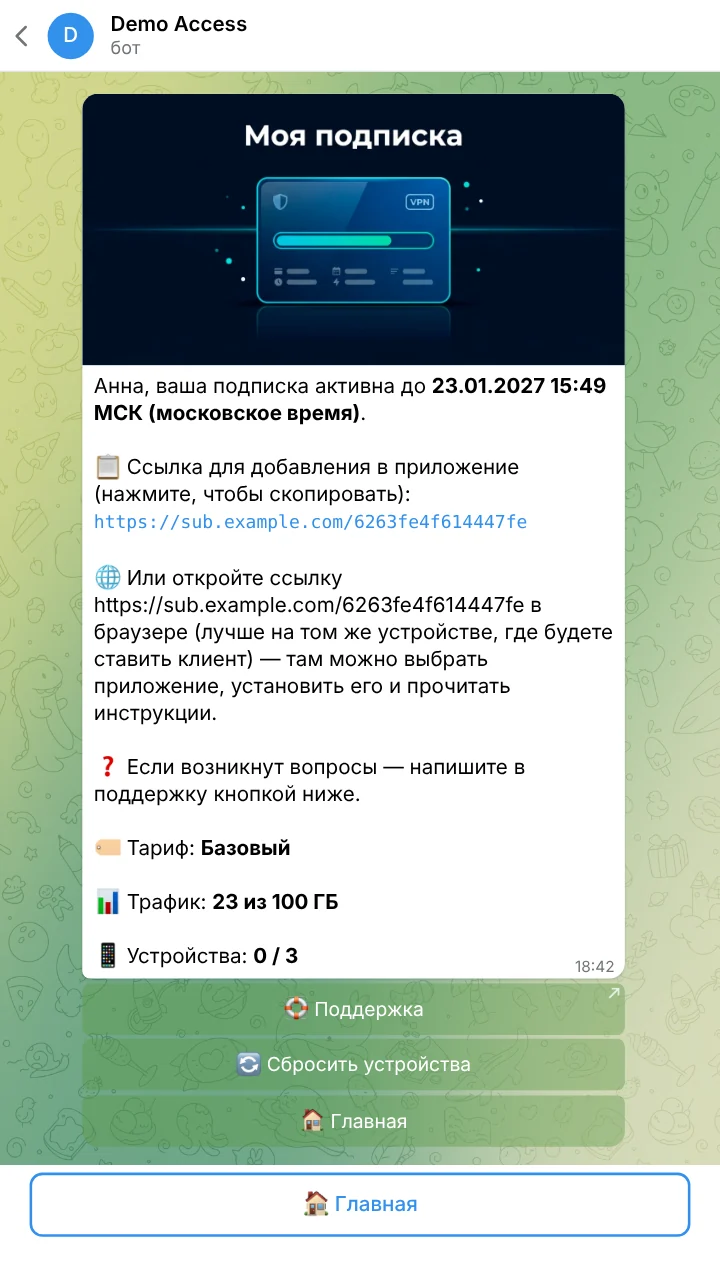 D
Demo Access
бот
Моя подписка
VPN
Анна, ваша подписка активна до 23.01.2027 15:49
МСК (московское время).
📋 Ссылка для добавления в приложение
(нажмите, чтобы скопировать):
https://sub.example.com/6263fe4f614447fe
🌐 Или откройте ссылку
https://sub.example.com/6263fe4f614447fe в
браузере (лучше на том же устройстве, где будете
ставить клиент) — там можно выбрать
приложение, установить его и прочитать
инструкции.
❓ Если возникнут вопросы — напишите в
поддержку кнопкой ниже.
🏷️ Тариф: Базовый
📊 Трафик: 23 из 100 ГБ
📱 Устройства: 0 / 3
18:42
🛟 Поддержка
🔄 Сбросить устройства
🏠 Главная
🏠 Главная